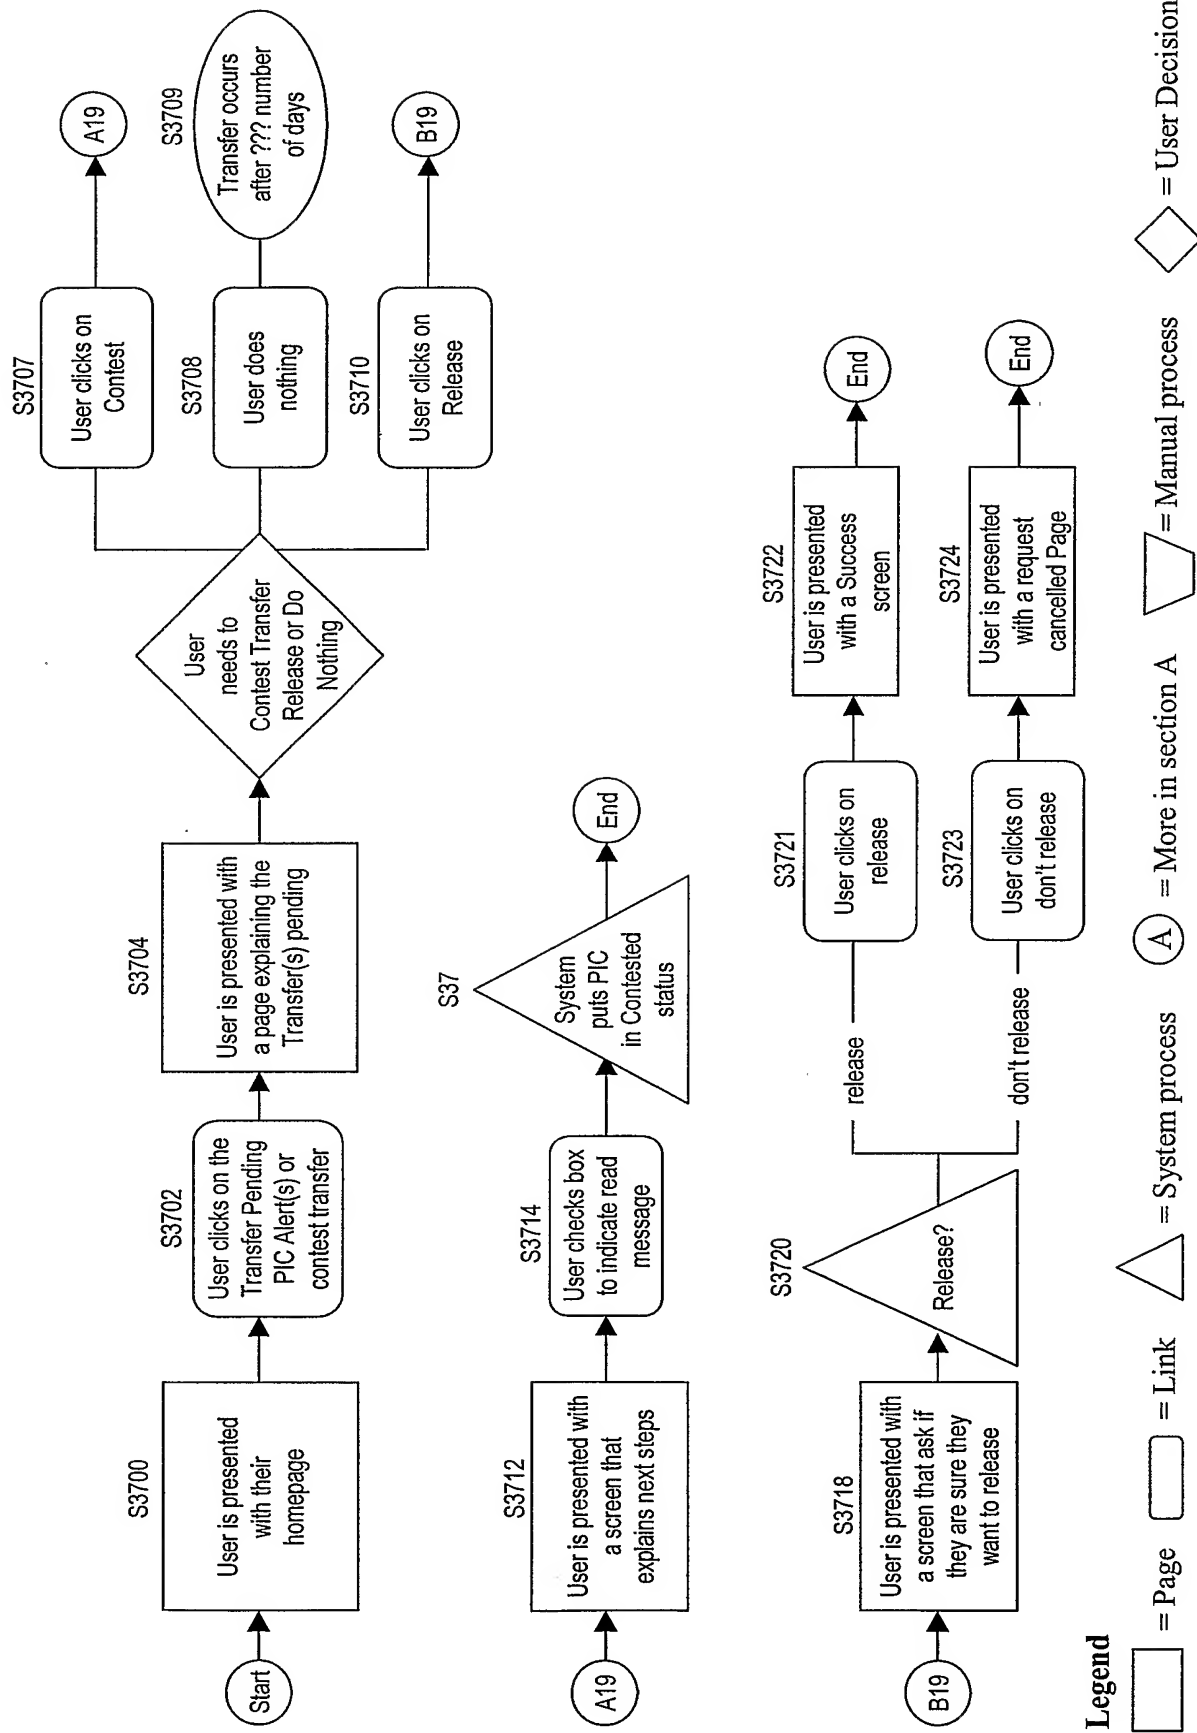 Start
S3700
User is presented
with their
homepage
S3702
User clicks on the
Transfer Pending
PIC Alert(s) or
contest transfer
S3704
User is presented with
a page explaining the
Transfer(s) pending
User
needs to
Contest Transfer
Release or Do
Nothing
S3707
User clicks on
Contest
A19
S3708
User does
nothing
S3709
Transfer occurs
after ??? number
of days
S3710
User clicks on
Release
B19
A19
S3712
User is presented with
a screen that
explains next steps
S3714
User checks box
to indicate read
message
S37
System
puts PIC
in Contested
status
End
B19
S3718
User is presented with
a screen that ask if
they are sure they
want to release
S3720
Release?
release
S3721
User clicks on
release
S3722
User is presented
with a Success
screen
End
don't release
S3723
User clicks on
don't release
S3724
User is presented
with a request
cancelled Page
End
Legend
= Page
= Link
= System process
A
= More in section A
= Manual process
= User Decision